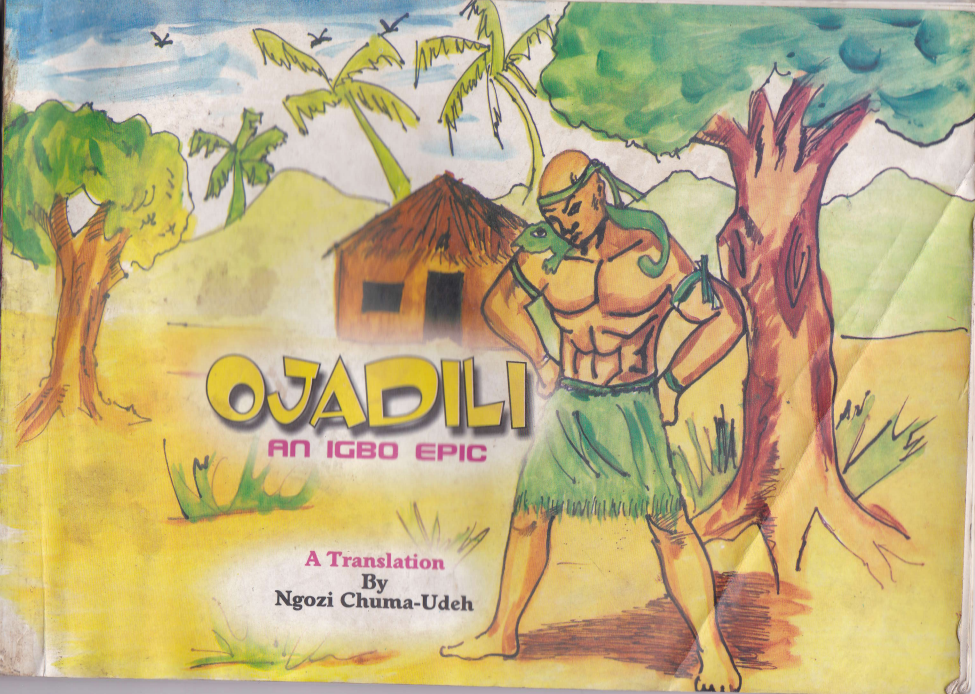 OJADILI
AN IGBO EPIC
A Translation
By
Ngozi Chuma-Udeh